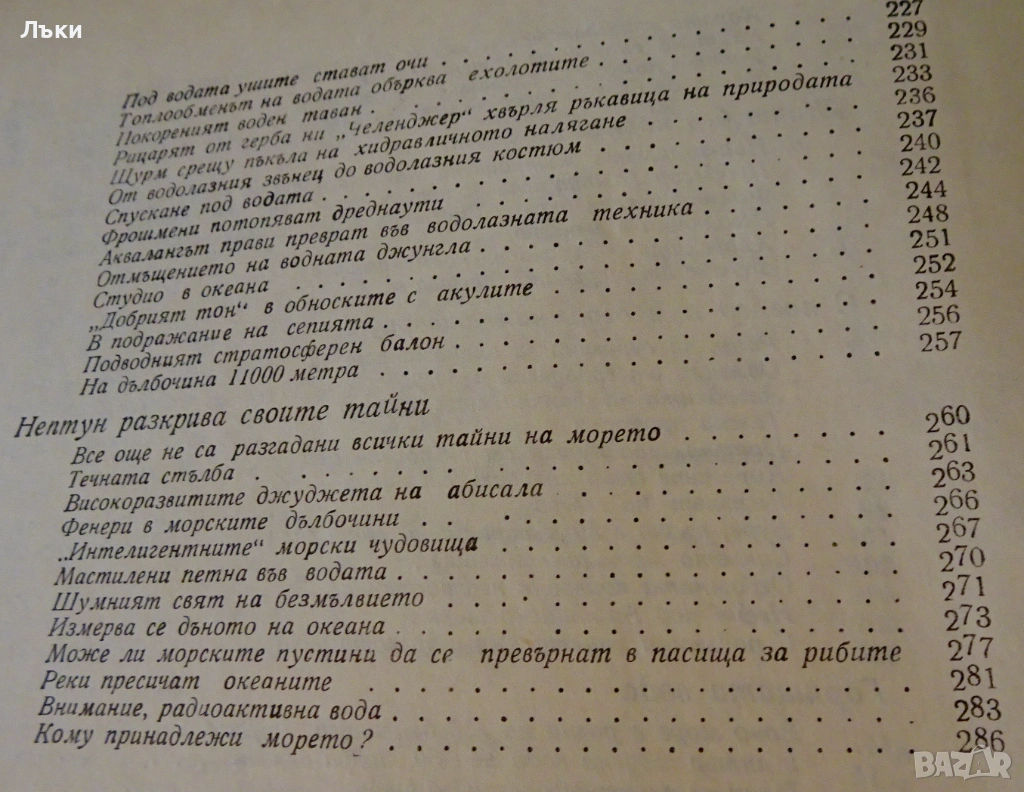 Лъки
Под водата ушите стават очи . . . . . . . . . . 227
Топлообменът на водата обърква ехолотите . . . . . . . 229
Покореният воден таван . . . . . . . . . . 231
Рицарят от герба ни „Челенджер“ хвърля ръкавица на природата 233
Щурм срещу пъкъла на хидравличното налягане . . . . . . 236
От водолазния звънец до водолазния костюм . . . . . . . 237
Спускане под водата . . . . . . . . . . 240
Фрошмени потопяват дреднаути . . . . . . . . . . 242
Аквалангът прави преврат във водолазната техника . . . . . 244
Отмъщението на водната джунгла . . . . . . . . . . 248
Студио в океана . . . . . . . . . . 251
„Добрият тон“ в обноските с акулите . . . . . . . . . 252
В подражание на сепията . . . . . . . . . . 254
Подводният стратосферен балон . . . . . . . . . . 256
На дълбочина 11000 метра . . . . . . . . . . 257
Нептун разкрива своите тайни
Все още не са разгадани всички тайни на морето . . . . . . 260
Течната стълба . . . . . . . . . . 261
Високоразвитите джуджета на абисала . . . . . . . . . 263
Фенери в морските дълбочини . . . . . . . . . . 266
„Интелигентните“ морски чудовища . . . . . . . . . . 267
Мастилени петна във водата . . . . . . . . . . 270
Шумният свят на безмълвието . . . . . . . . . . 271
Измерва се дъното на океана . . . . . . . . . . 273
Може ли морските пустини да се превърнат в пасища за рибите 277
Реки пресичат океаните . . . . . . . . . . 281
Внимание, радиоактивна вода . . . . . . . . . . 283
Кому принадлежи морето? . . . . . . . . . . 286
BAZAR